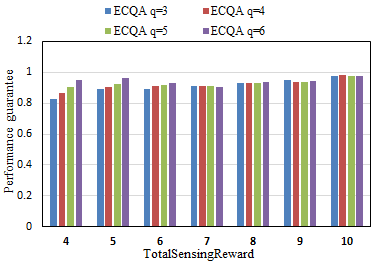 ECQA q=3 ECQA q=4
ECQA q=5 ECQA q=6
Performance guarantee
1.2
1
0.8
0.6
0.4
0.2
0
4 5 6 7 8 9 10
TotalSensingReward